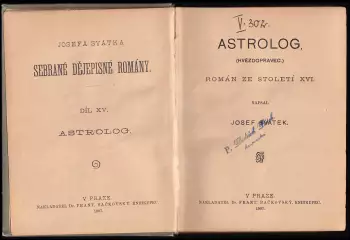 JOSEFA SVÁTKA
SEBRANÉ DĚJEPISNÉ ROMÁNY.
DÍL XV.
ASTROLOG.
V PRAZE.
NAKLADATEL Dr. FRANT. BAČKOVSKÝ, KNIHKUPEC.
V. 302.
ASTROLOG,
(HVĚZDOPRAVEC.)
ROMÁN ZE STOLETÍ XVI.
NAPSAL
JOSEF SVÁTEK.
V PRAZE.
NAKLADATEL Dr. FRANT. BAČKOVSKÝ, KNIHKUPEC.